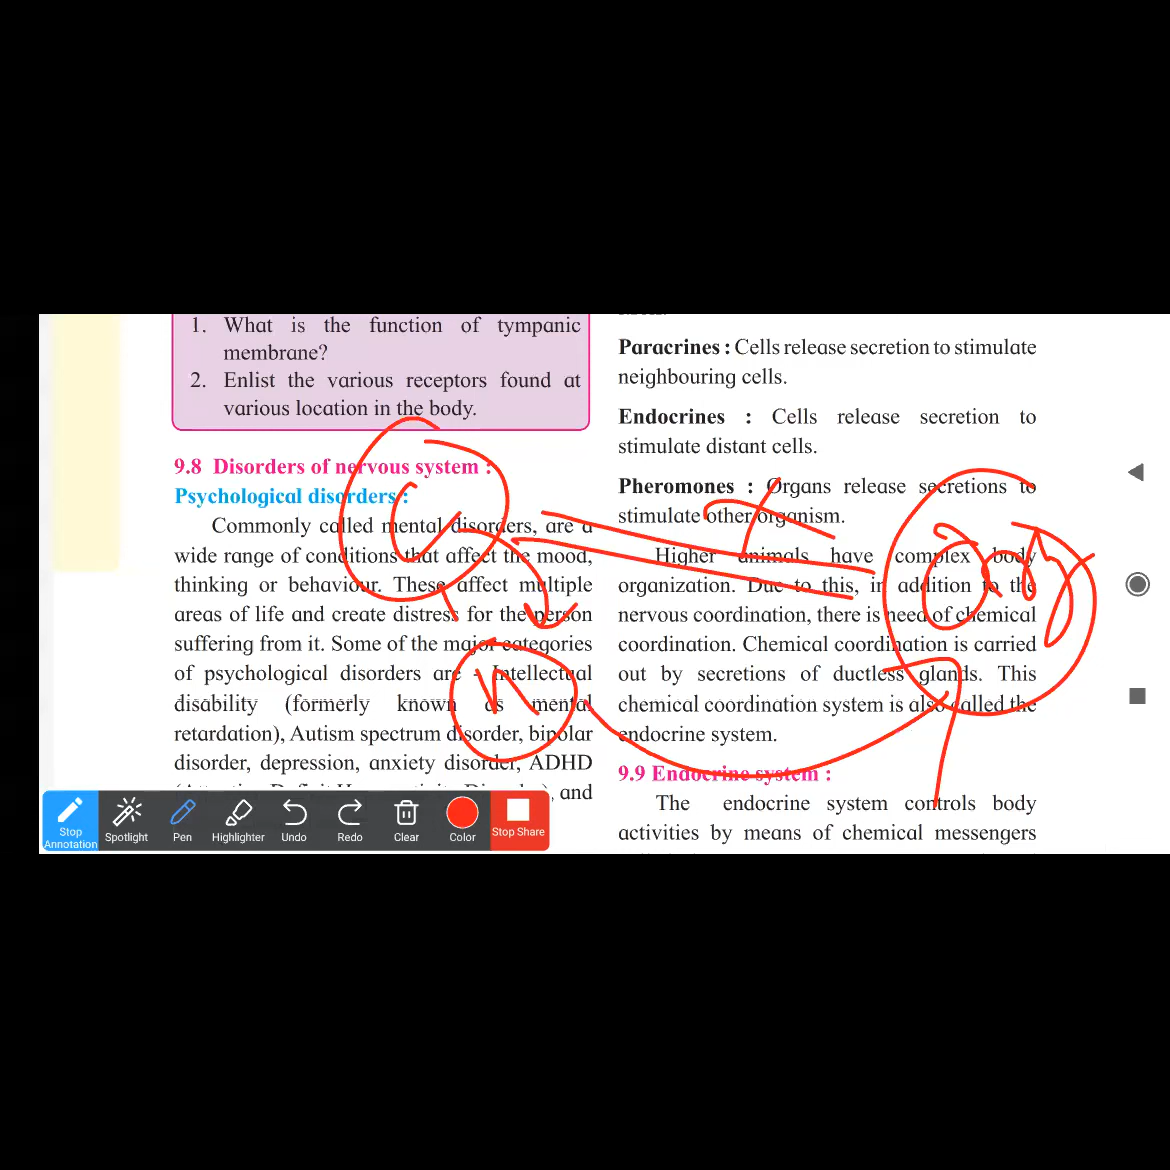 1. What is the function of tympanic
membrane?
2. Enlist the various receptors found at
various location in the body.
9.8 Disorders of nervous system :
Psychological disorders :
Commonly called mental disorders, are a
wide range of conditions that affect the mood,
thinking or behaviour. These affect multiple
areas of life and create distress for the person
suffering from it. Some of the major categories
of psychological disorders are - Intellectual
disability (formerly known as mental
retardation), Autism spectrum disorder, bipolar
disorder, depression, anxiety disorder, ADHD
and
Paracrines : Cells release secretion to stimulate
neighbouring cells.
Endocrines : Cells release secretion to
stimulate distant cells.
Pheromones : Organs release secretions to
stimulate other organism.
Higher animals have complex body
organization. Due to this, in addition to the
nervous coordination, there is need of chemical
coordination. Chemical coordination is carried
out by secretions of ductless glands. This
chemical coordination system is also called the
endocrine system.
9.9 Endocrine system :
The endocrine system controls body
activities by means of chemical messengers
Stop Annotation
Spotlight
Pen
Highlighter
Undo
Redo
Clear
Color
Stop Share